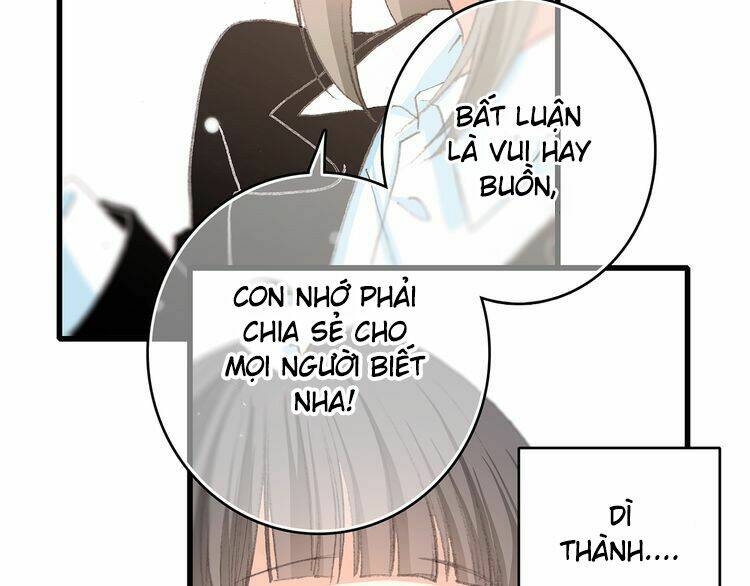 BẤT LUẬN
LÀ VUI HAY
BUỒN,
CON NHỚ PHẢI
CHIA SẺ CHO
MỌI NGƯỜI BIẾT
NHA!
DÌ
THÀNH....